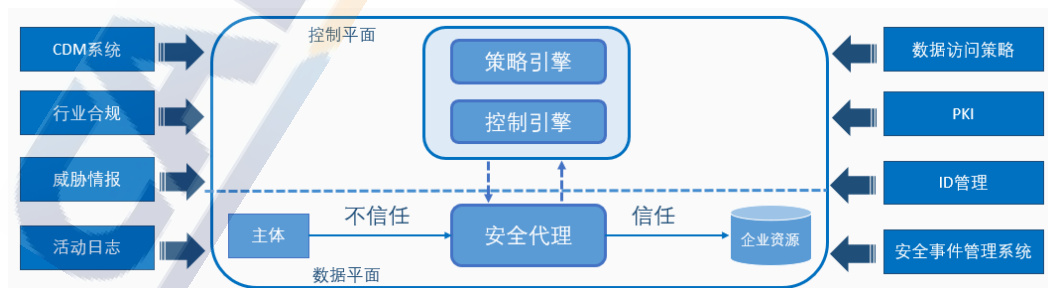 控制平面
CDM系统
行业合规
威胁情报
活动日志
策略引擎
控制引擎
数据访问策略
PKI
ID管理
安全事件管理系统
主体
不信任
安全代理
信任
企业资源
数据平面